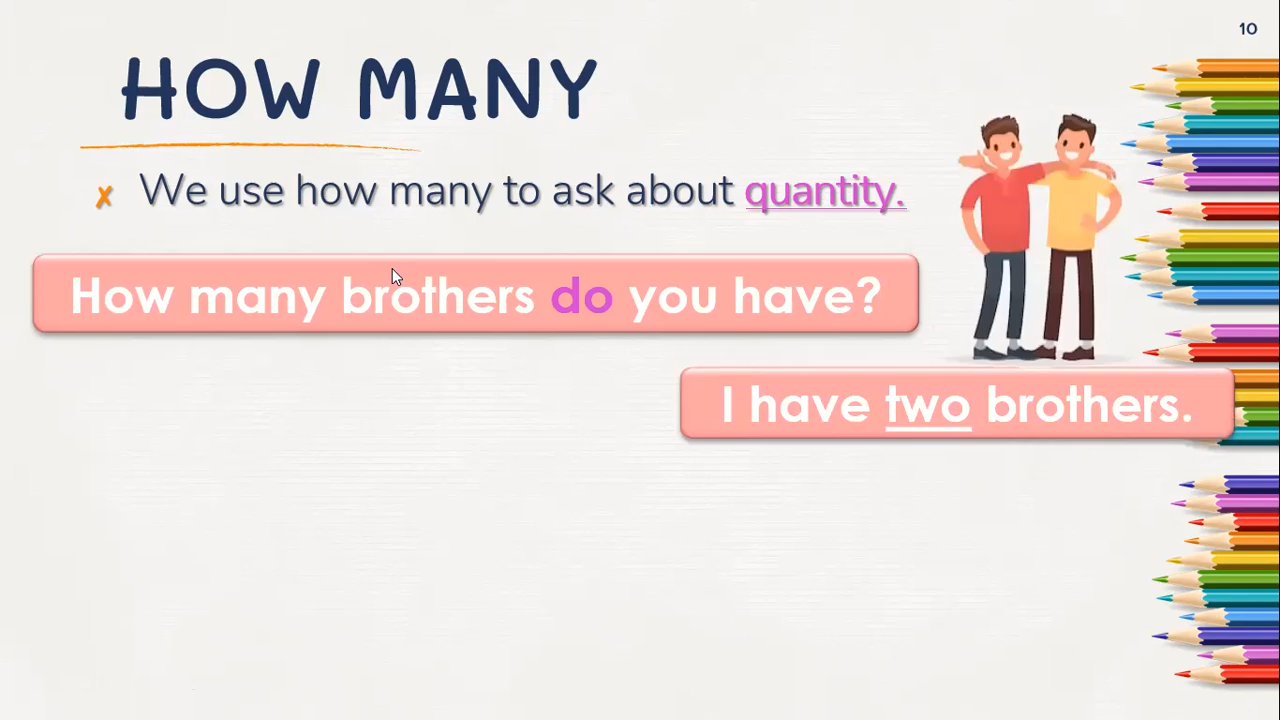 10
HOW MANY
✗ We use how many to ask about quantity.
How many brothers do you have?
I have two brothers.